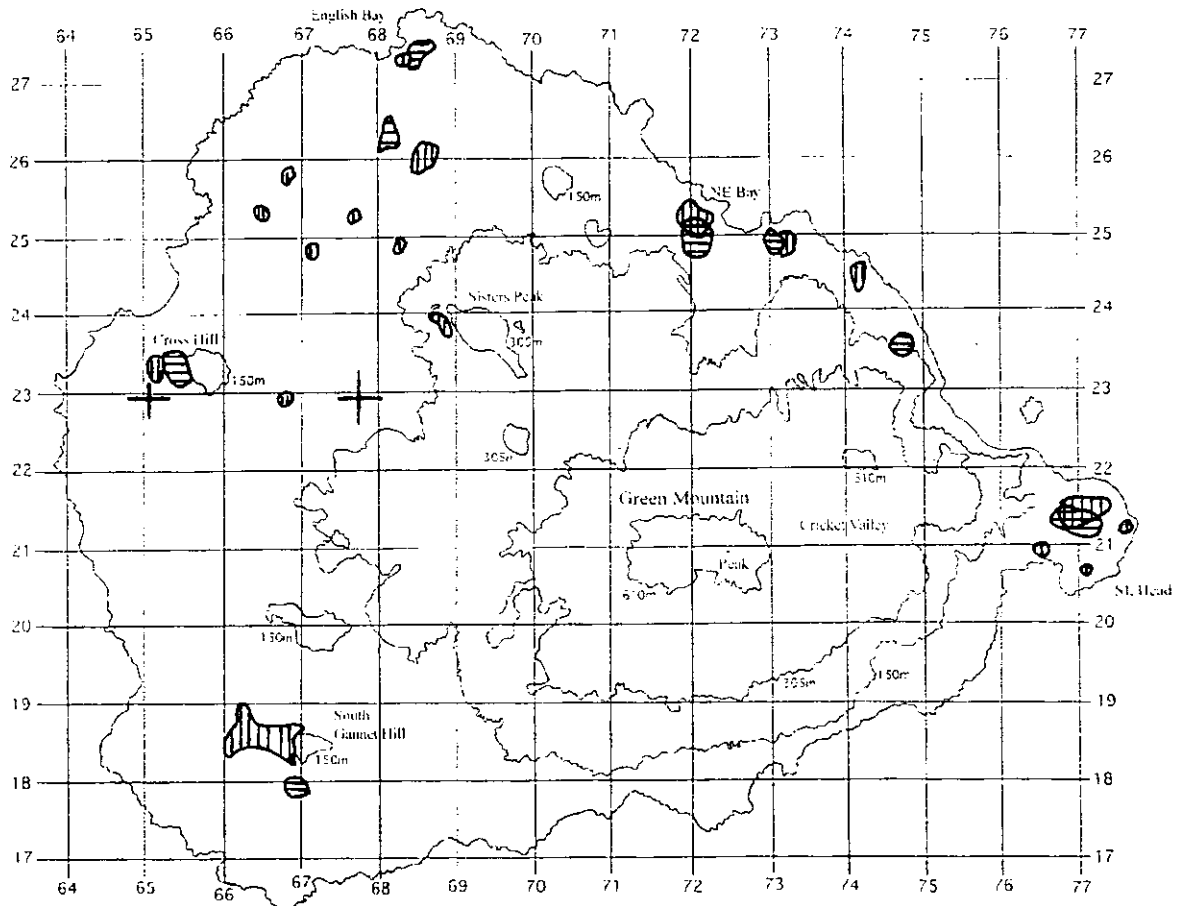 English Bay
64 65 66 67 68 69 70 71 72 73 74 75 76 77
27 27
26 26
150m
NE Bay
25 25
Sisters Peak
24 24
Cross Hill
300m
150m
23 23
305m
22 22
610m
Green Mountain
Cricket Valley
21 21
Peak
610m
SE Head
20 20
150m
305m
150m
19 19
South
Gannet Hill
150m
18 18
17 17
64 65 66 67 68 69 70 71 72 73 74 75 76 77